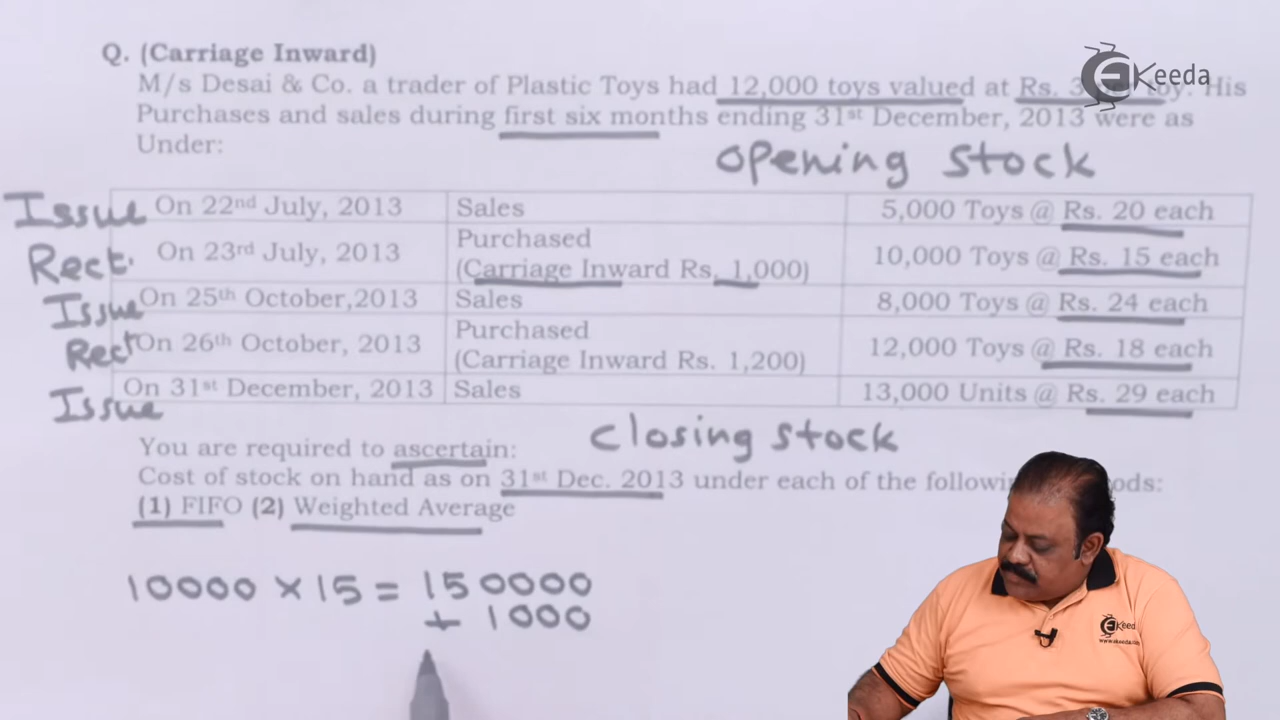 Q. (Carriage Inward)
M/s Desai & Co. a trader of Plastic Toys had 12,000 toys valued at Rs. 3 toy. His
Purchases and sales during first six months ending 31st December, 2013 were as
Under:
opening stock
Issue On 22nd July, 2013 Sales 5,000 Toys @ Rs. 20 each
Rect. On 23rd July, 2013 Purchased (Carriage Inward Rs. 1,000) 10,000 Toys @ Rs. 15 each
Issue On 25th October,2013 Sales 8,000 Toys @ Rs. 24 each
Rect On 26th October, 2013 Purchased (Carriage Inward Rs. 1,200) 12,000 Toys @ Rs. 18 each
Issue On 31st December, 2013 Sales 13,000 Units @ Rs. 29 each
closing stock
You are required to ascertain:
Cost of stock on hand as on 31st Dec. 2013 under each of the following ods:
(1) FIFO (2) Weighted Average
10000 × 15 = 150000
+ 1000
eKeeda
eKeeda
www.ekeeda.com